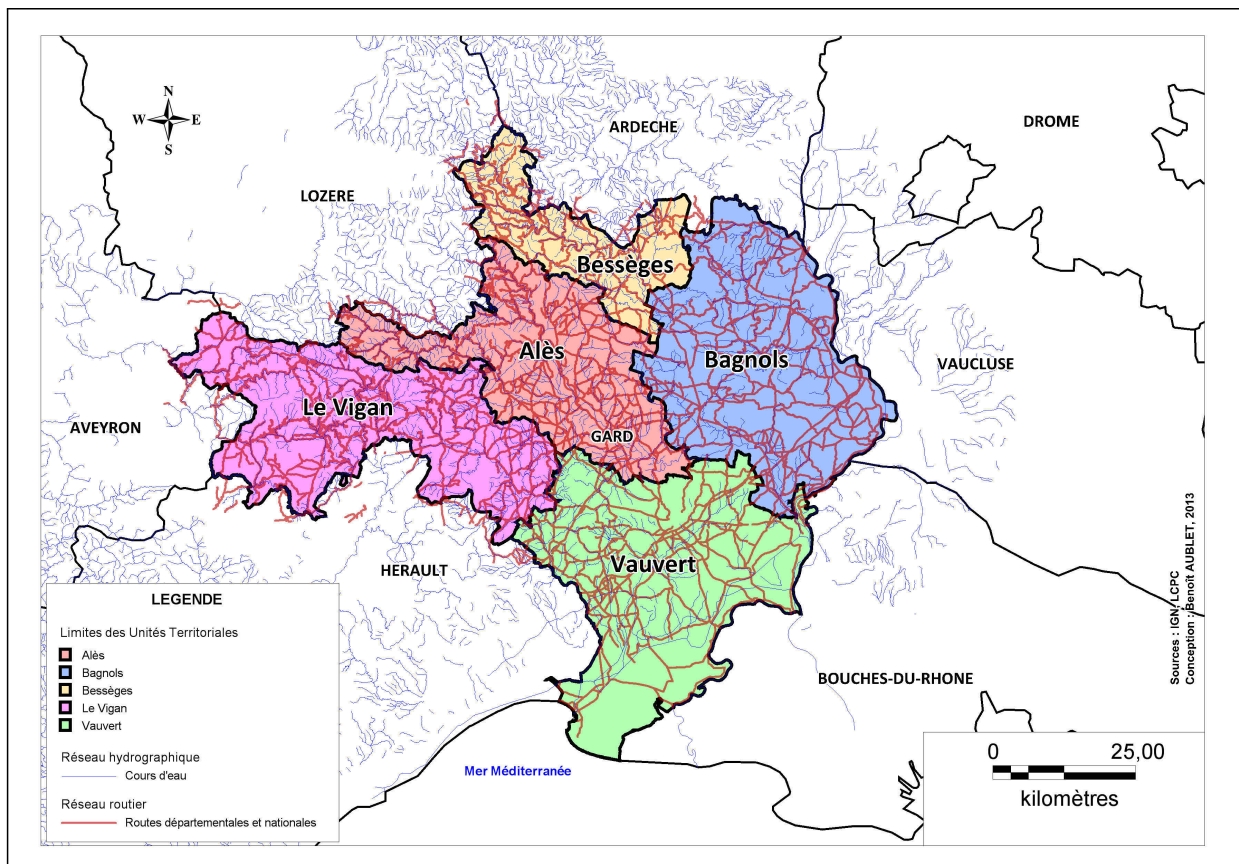 N
W E
S
ARDECHE
DROME
LOZERE
Bessèges
Alès
Bagnols
VAUCLUSE
Le Vigan
AVEYRON
GARD
Vauvert
HERAULT
BOUCHES-DU-RHONE
Mer Méditerranée
LEGENDE
Limites des Unités Territoriales
Alès
Bagnols
Bessèges
Le Vigan
Vauvert
Réseau hydrographique
Cours d'eau
Réseau routier
Routes départementales et nationales
Sources : IGN, LCPC
Conception : Benoît AUBLET, 2013
0 25,00
kilomètres